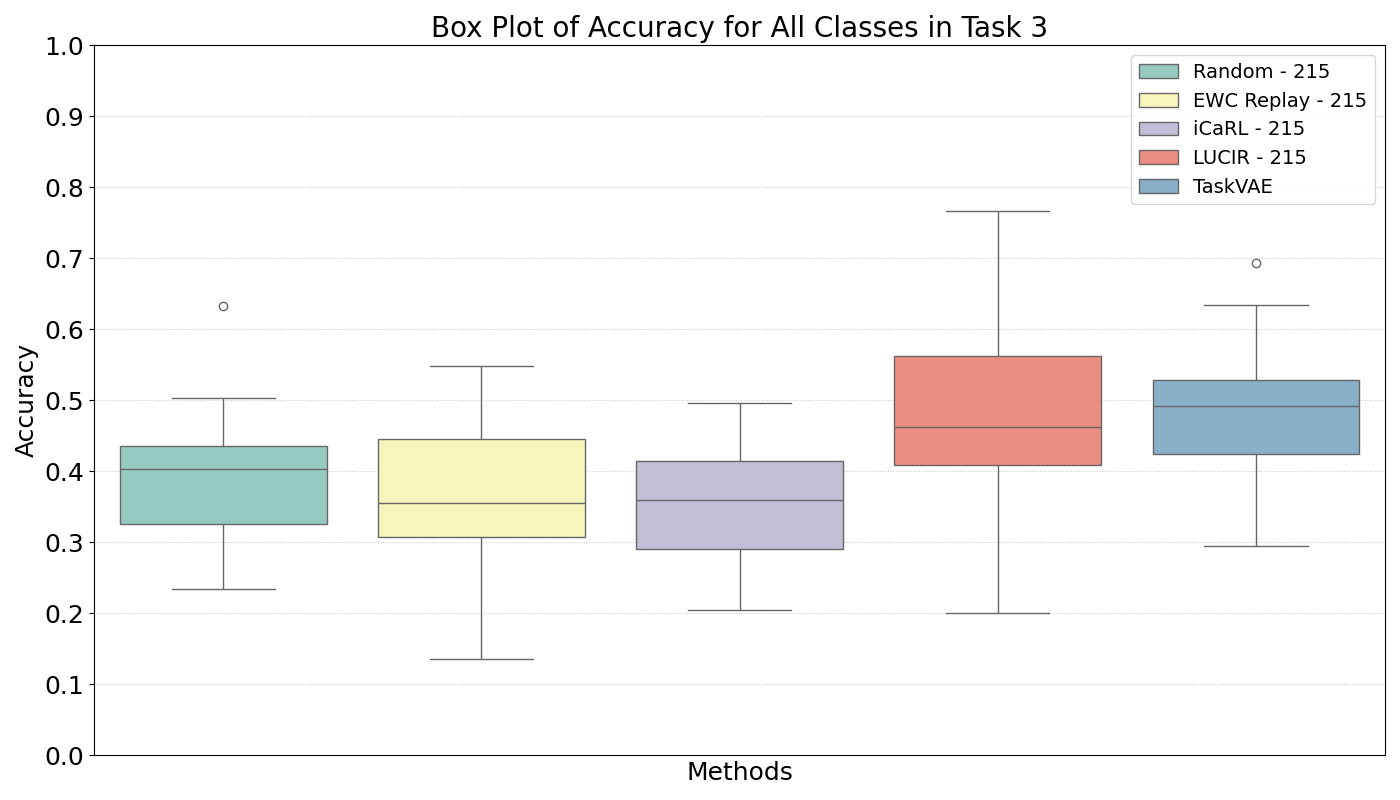 Box Plot of Accuracy for All Classes in Task 3
1.0
0.9
0.8
0.7
0.6
0.5
0.4
0.3
0.2
0.1
0.0
Accuracy
Methods
Random - 215
EWC Replay - 215
iCaRL - 215
LUCIR - 215
TaskVAE